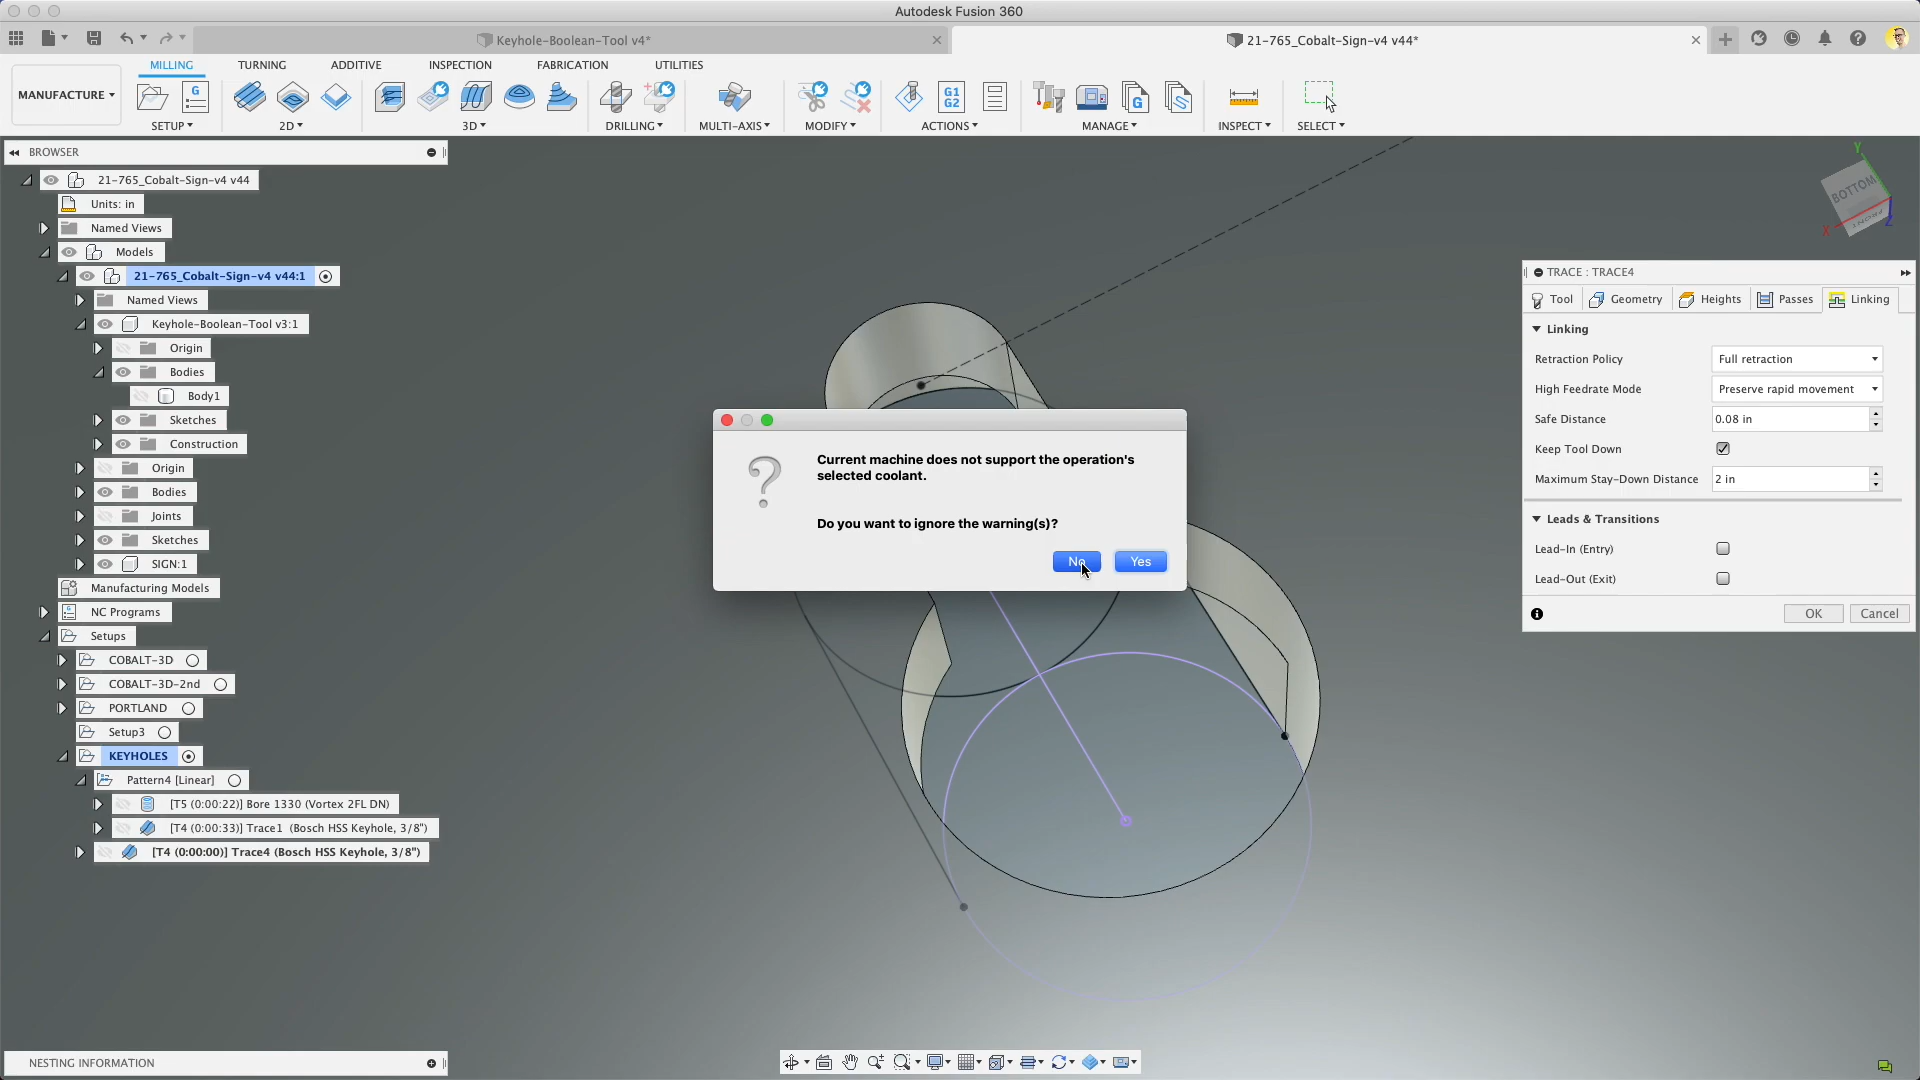 Autodesk Fusion 360
Keyhole-Boolean-Tool v4*
21-765_Cobalt-Sign-v4 v44*
MANUFACTURE
MILLING
TURNING
ADDITIVE
INSPECTION
FABRICATION
UTILITIES
G
G1
G2
G
SETUP
2D
3D
DRILLING
MULTI-AXIS
MODIFY
ACTIONS
MANAGE
INSPECT
SELECT
BROWSER
21-765_Cobalt-Sign-v4 v44
Units: in
Named Views
Models
21-765_Cobalt-Sign-v4 v44:1
Named Views
Keyhole-Boolean-Tool v3:1
Origin
Bodies
Body1
Sketches
Construction
Origin
Bodies
Joints
Sketches
SIGN:1
Manufacturing Models
NC Programs
Setups
COBALT-3D
COBALT-3D-2nd
PORTLAND
Setup3
KEYHOLES
Pattern4 [Linear]
[T5 (0:00:22)] Bore 1330 (Vortex 2FL DN)
[T4 (0:00:33)] Trace1 (Bosch HSS Keyhole, 3/8")
[T4 (0:00:00)] Trace4 (Bosch HSS Keyhole, 3/8")
NESTING INFORMATION
Current machine does not support the operation's
selected coolant.
Do you want to ignore the warning(s)?
No
Yes
Y
BOTTOM
FRONT
X
Z
TRACE : TRACE4
Tool
Geometry
Heights
Passes
Linking
Linking
Retraction Policy
Full retraction
High Feedrate Mode
Preserve rapid movement
Safe Distance
0.08 in
Keep Tool Down
Maximum Stay-Down Distance
2 in
Leads & Transitions
Lead-In (Entry)
Lead-Out (Exit)
OK
Cancel